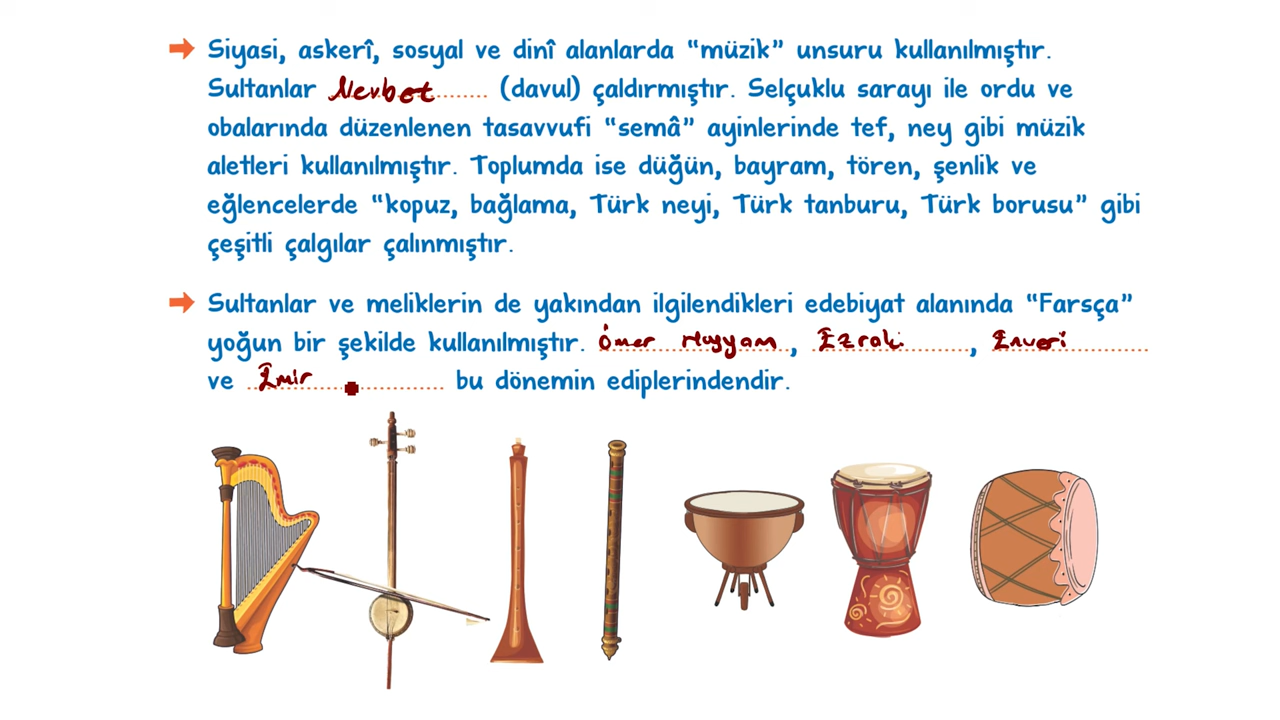 Siyasi, askerî, sosyal ve dinî alanlarda “müzik” unsuru kullanılmıştır.
Sultanlar Nevbet........ (davul) çaldırmıştır. Selçuklu sarayı ile ordu ve
obalarında düzenlenen tasavvufi “semâ” ayinlerinde tef, ney gibi müzik
aletleri kullanılmıştır. Toplumda ise düğün, bayram, tören, şenlik ve
eğlencelerde “kopuz, bağlama, Türk neyi, Türk tanburu, Türk borusu” gibi
çeşitli çalgılar çalınmıştır.
Sultanlar ve meliklerin de yakından ilgilendikleri edebiyat alanında “Farsça”
yoğun bir şekilde kullanılmıştır. Ömer Hayyam, Ezraki, Enveri
ve Emir bu dönemin ediplerindendir.